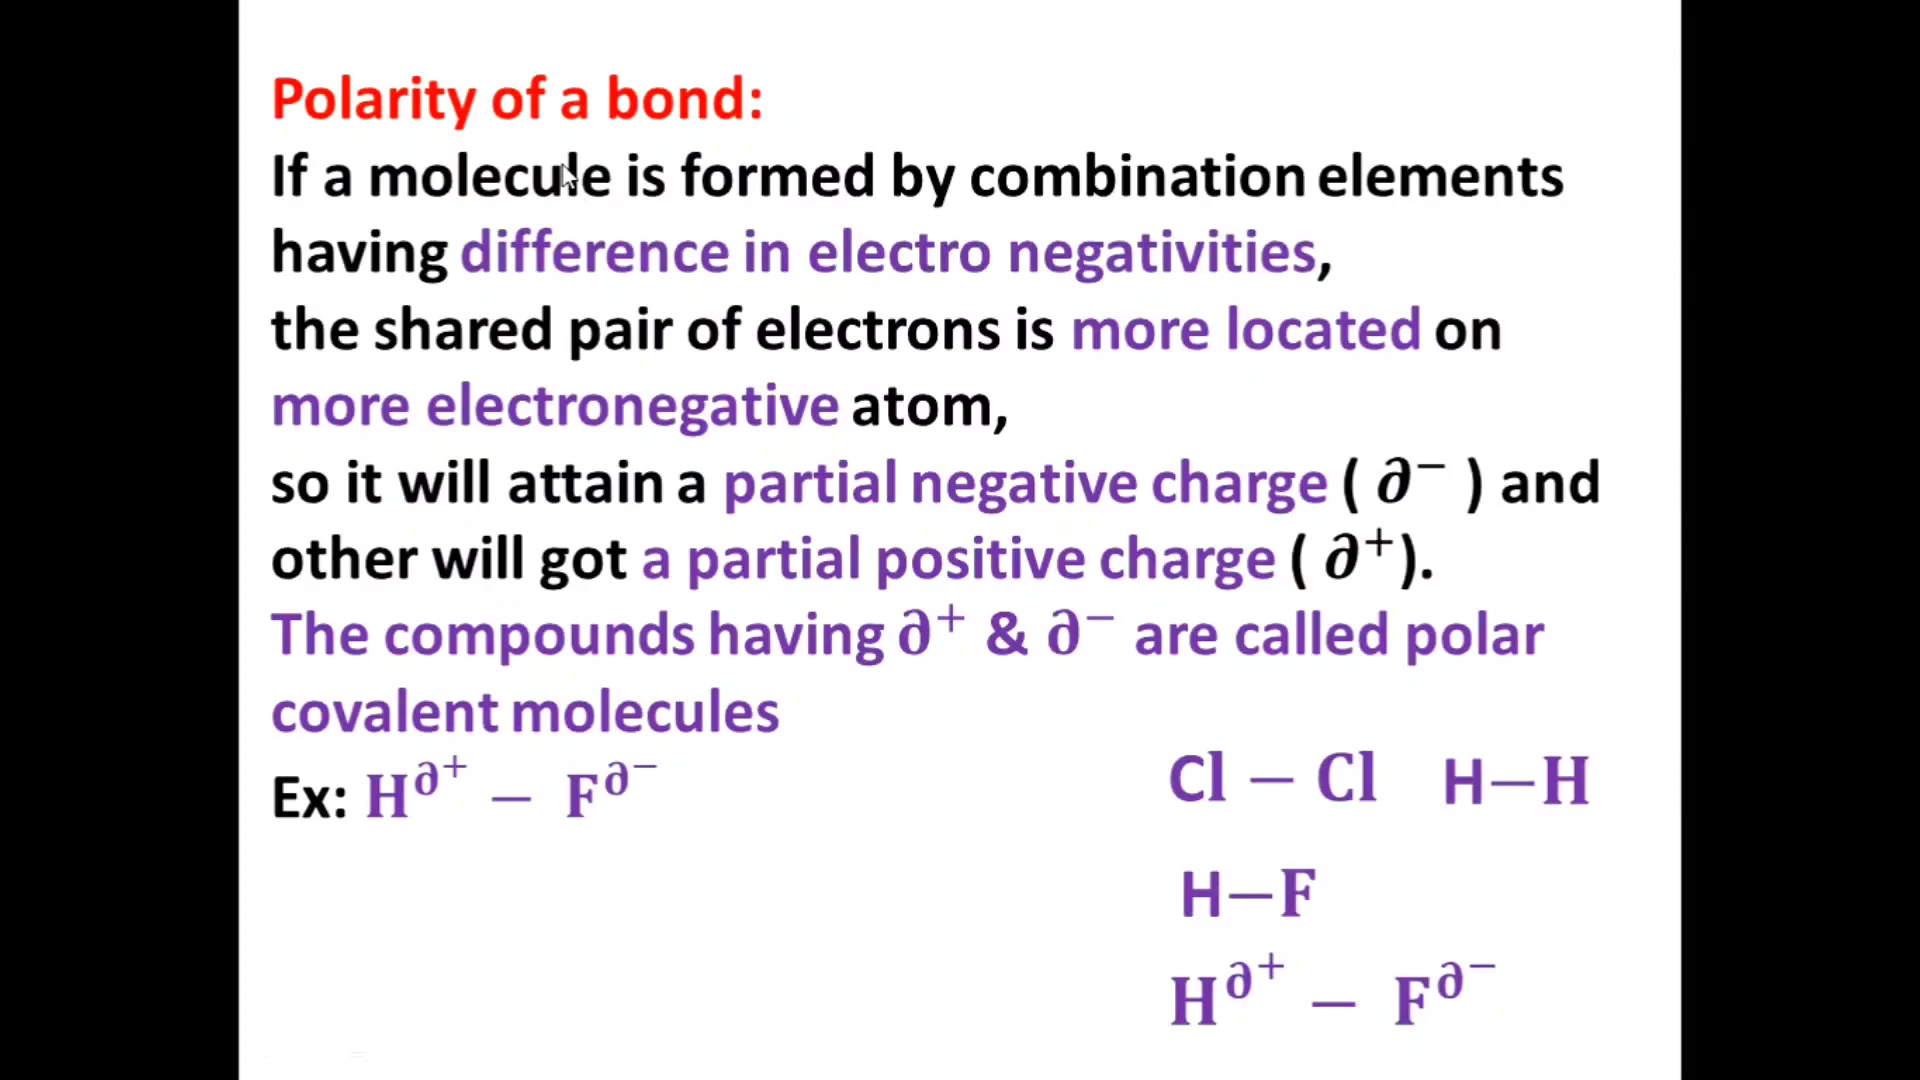 Polarity of a bond:
If a molecule is formed by combination elements
having difference in electro negativities,
the shared pair of electrons is more located on
more electronegative atom,
so it will attain a partial negative charge ( ∂⁻ ) and
other will got a partial positive charge ( ∂⁺).
The compounds having ∂⁺ & ∂⁻ are called polar
covalent molecules
Ex: H^∂⁺ − F^∂⁻
Cl − Cl H−H
H−F
H^∂⁺ − F^∂⁻